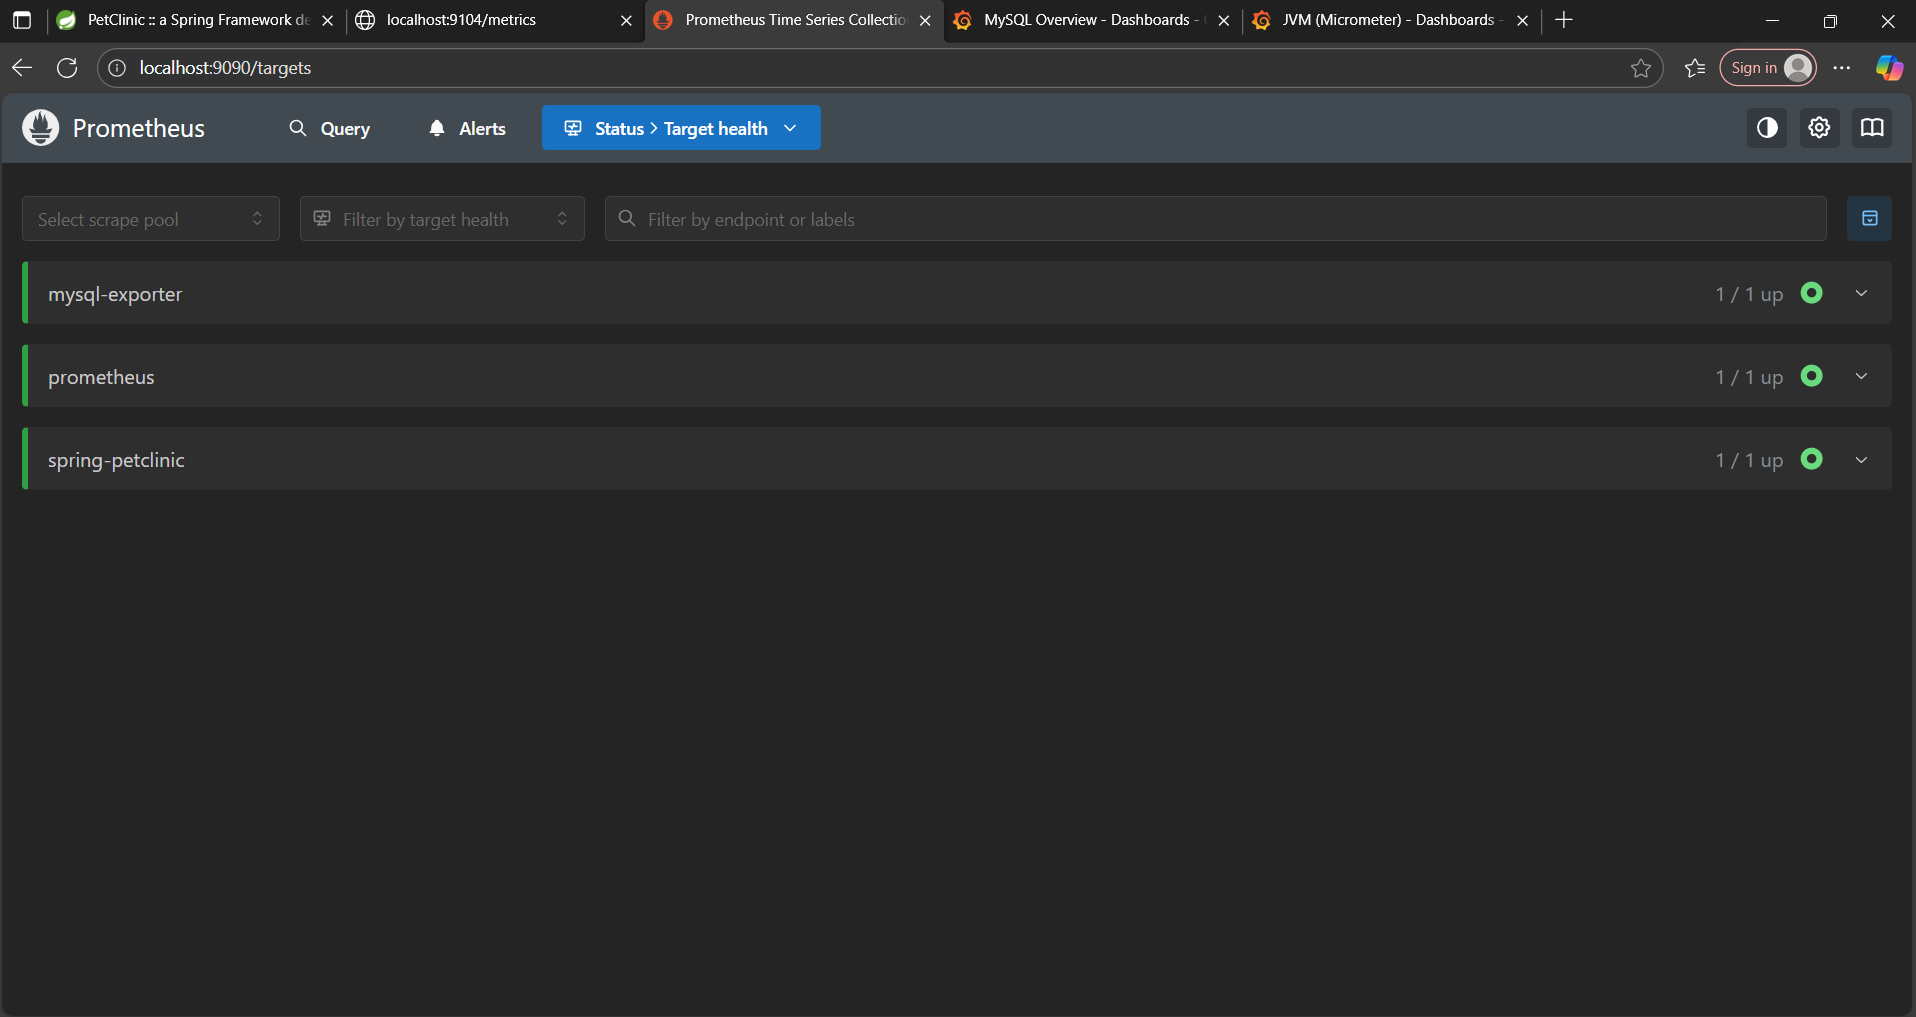 PetClinic :: a Spring Framework de
localhost:9104/metrics
Prometheus Time Series Collectio
MySQL Overview - Dashboards -
JVM (Micrometer) - Dashboards -
localhost:9090/targets
Sign in
Prometheus
Query
Alerts
Status > Target health
Select scrape pool
Filter by target health
Filter by endpoint or labels
mysql-exporter
1 / 1 up
prometheus
1 / 1 up
spring-petclinic
1 / 1 up